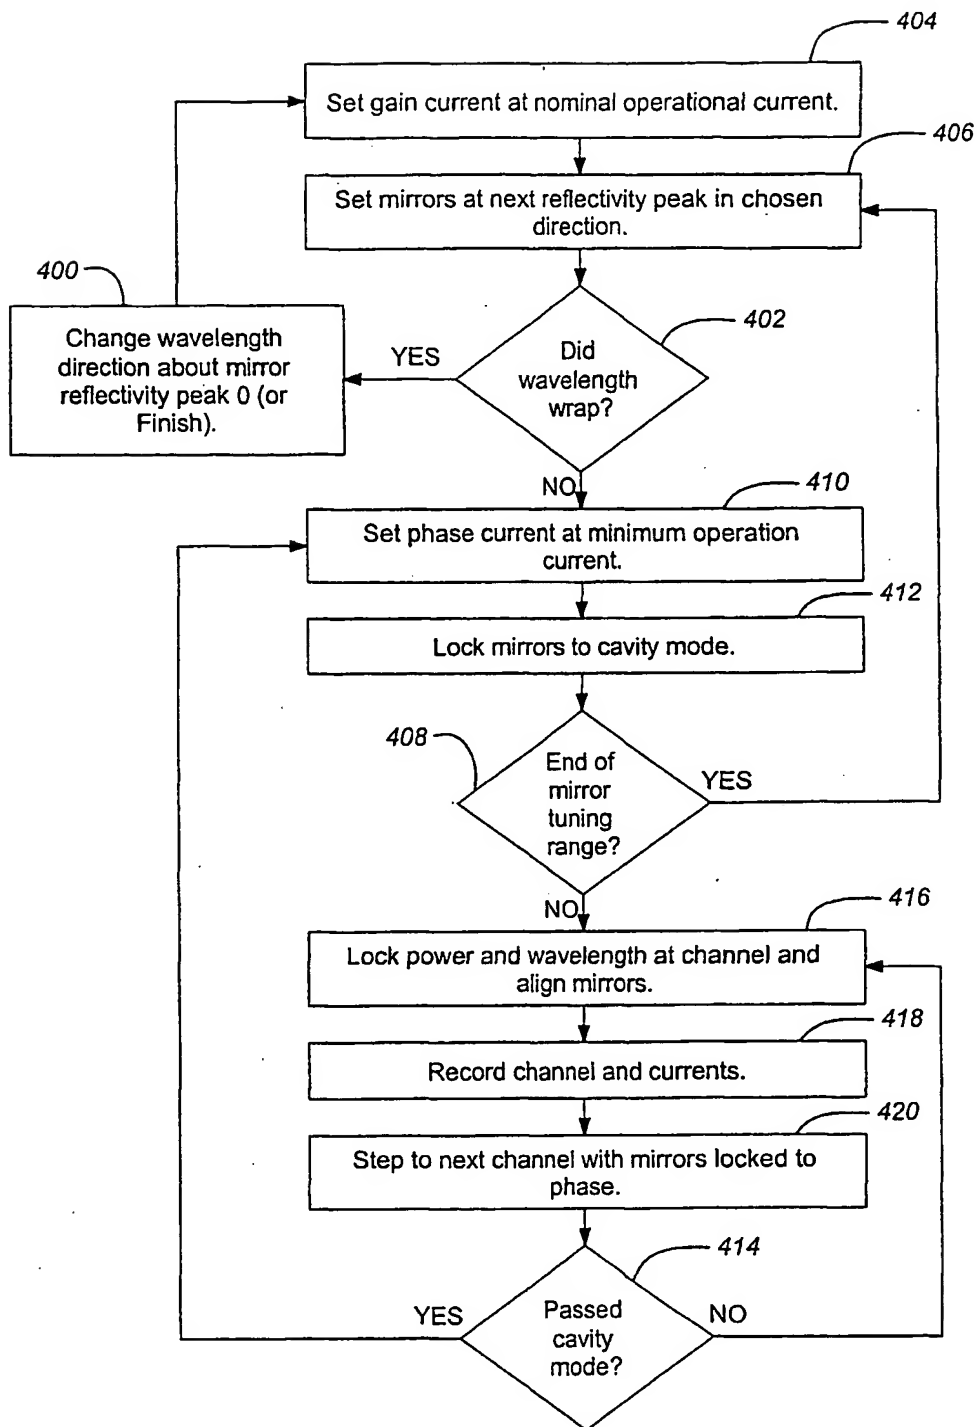 404
Set gain current at nominal operational current.
406
Set mirrors at next reflectivity peak in chosen
direction.
400
Change wavelength
direction about mirror
reflectivity peak 0 (or
Finish).
YES
402
Did
wavelength
wrap?
NO
410
Set phase current at minimum operation
current.
412
Lock mirrors to cavity mode.
408
End of
mirror
tuning
range?
YES
NO
416
Lock power and wavelength at channel and
align mirrors.
418
Record channel and currents.
420
Step to next channel with mirrors locked to
phase.
414
YES
Passed
cavity
mode?
NO